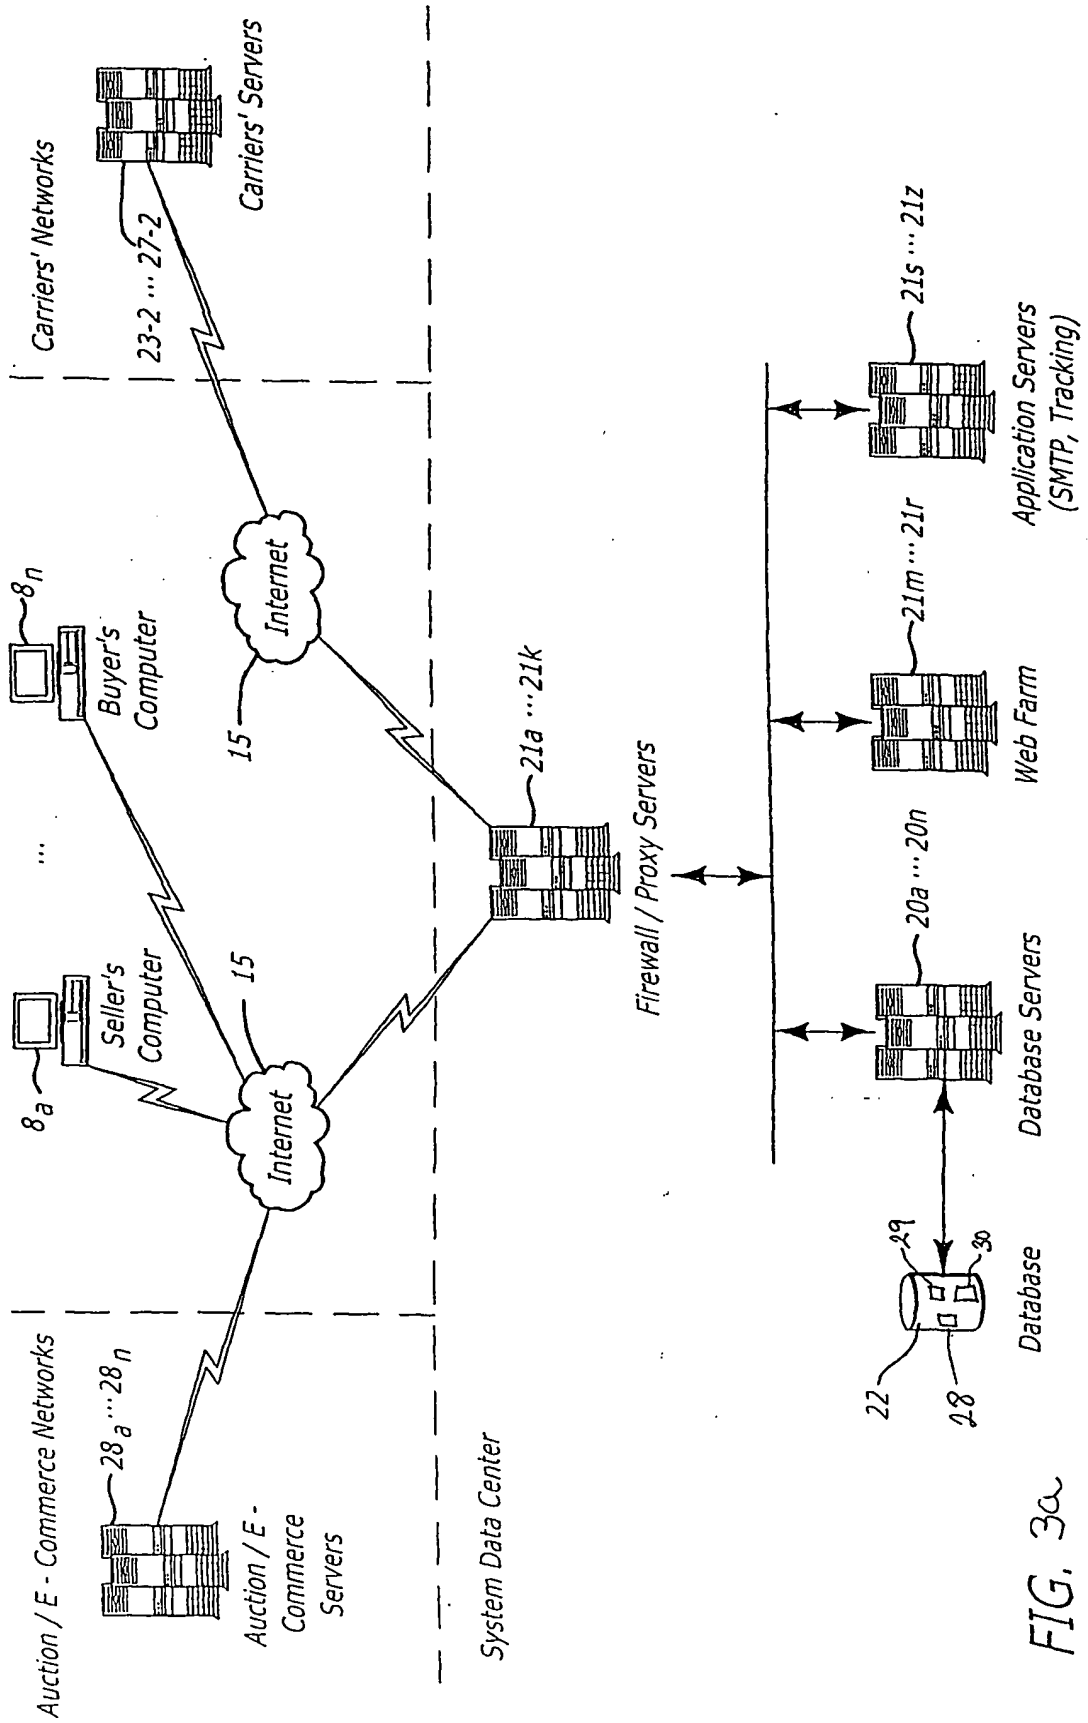 Auction / E - Commerce Networks
Carriers' Networks
8a
8n
Seller's
Computer
...
Buyer's
Computer
28a ... 28n
23-2 ... 27-2
Auction / E -
Commerce
Servers
Carriers' Servers
15
15
Internet
Internet
System Data Center
21a ... 21k
Firewall / Proxy Servers
22
29
30
28
20a ... 20n
21m ... 21r
21s ... 21z
Database
Database Servers
Web Farm
Application Servers
(SMTP, Tracking)
FIG. 3a